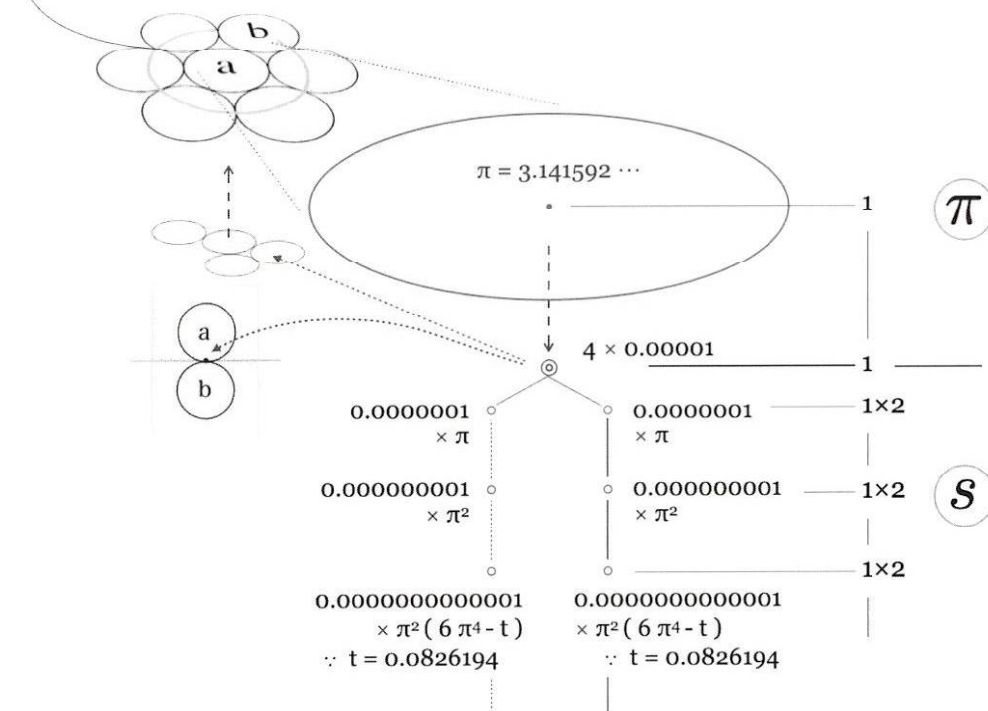 b
a
π = 3.141592 ···
1
π
a
b
4 × 0.00001
1
0.0000001
× π
0.0000001
× π
1×2
0.000000001
× π²
0.000000001
× π²
1×2
s
1×2
0.0000000000001
× π² ( 6 π⁴ - t )
∵ t = 0.0826194
0.0000000000001
× π² ( 6 π⁴ - t )
∵ t = 0.0826194